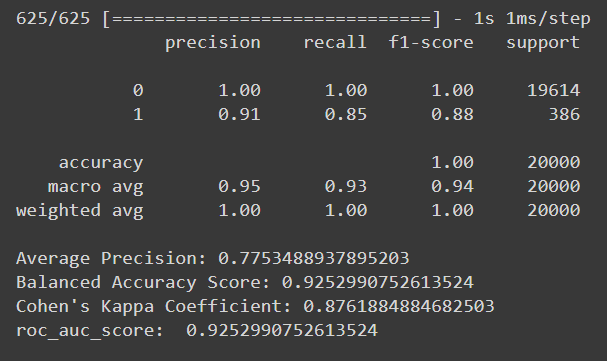 625/625 [==============================] - 1s 1ms/step
precision recall f1-score support
0 1.00 1.00 1.00 19614
1 0.91 0.85 0.88 386
accuracy 1.00 20000
macro avg 0.95 0.93 0.94 20000
weighted avg 1.00 1.00 1.00 20000
Average Precision: 0.7753488937895203
Balanced Accuracy Score: 0.9252990752613524
Cohen's Kappa Coefficient: 0.8761884884682503
roc_auc_score: 0.9252990752613524